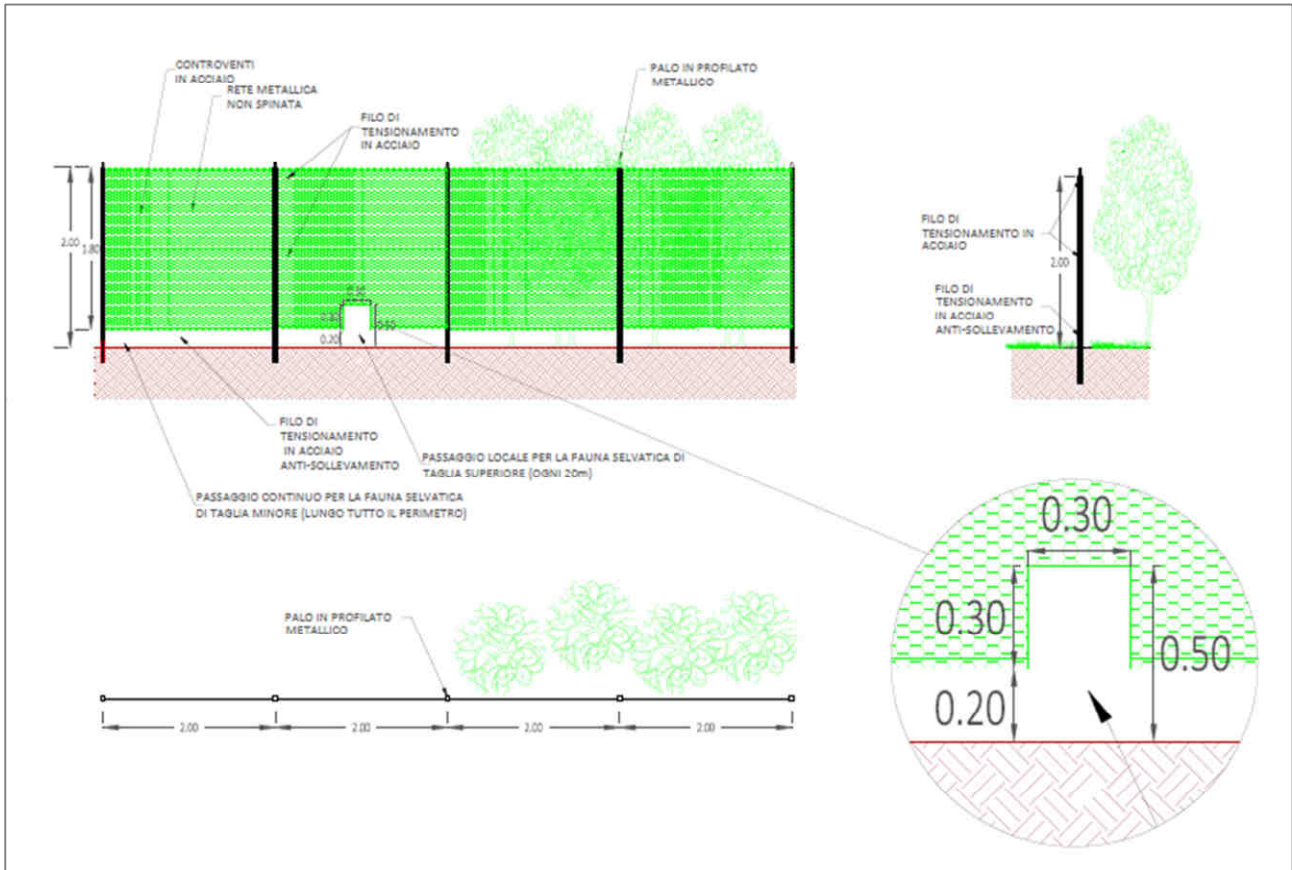 CONTROVENTI
IN ACCIAIO
RETE METALLICA
NON SPINATA
FILO DI
TENSIONAMENTO
IN ACCIAIO
PALO IN PROFILATO
METALLICO
2.00
1.80
0.30
0.30
0.50
0.20
FILO DI
TENSIONAMENTO
IN ACCIAIO
ANTI-SOLLEVAMENTO
PASSAGGIO LOCALE PER LA FAUNA SELVATICA DI
TAGLIA SUPERIORE (OGNI 20m)
PASSAGGIO CONTINUO PER LA FAUNA SELVATICA
DI TAGLIA MINORE (LUNGO TUTTO IL PERIMETRO)
FILO DI
TENSIONAMENTO IN
ACCIAIO
2.00
FILO DI
TENSIONAMENTO
IN ACCIAIO
ANTI-SOLLEVAMENTO
PALO IN PROFILATO
METALLICO
2.00
2.00
2.00
2.00
0.30
0.30
0.50
0.20